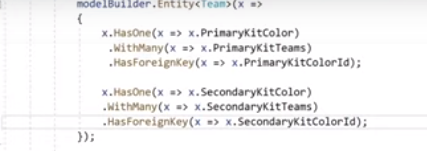 modelBuilder.Entity<Team>(x =>
{
x.HasOne(x => x.PrimaryKitColor)
.WithMany(x => x.PrimaryKitTeams)
.HasForeignKey(x => x.PrimaryKitColorId);
x.HasOne(x => x.SecondaryKitColor)
.WithMany(x => x.SecondaryKitTeams)
.HasForeignKey(x => x.SecondaryKitColorId);
});